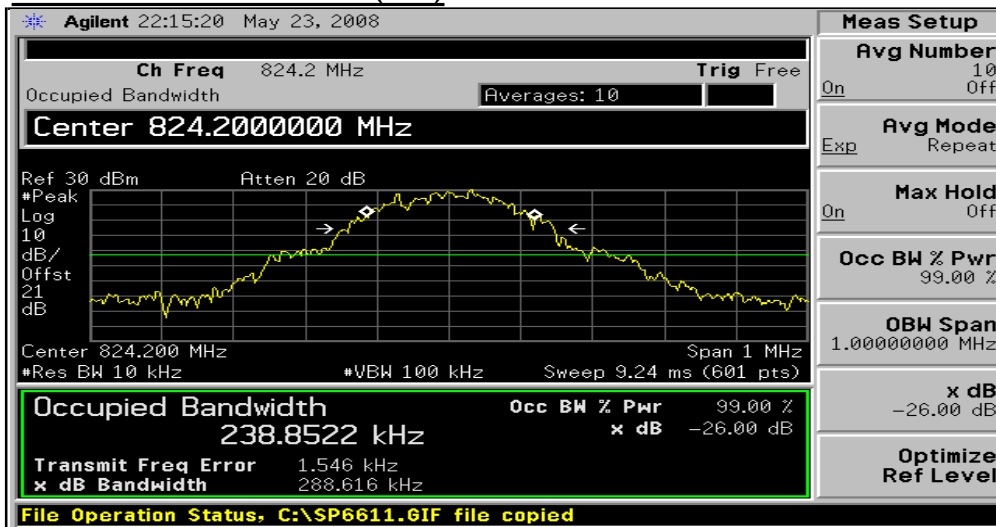 Agilent 22:15:20 May 23, 2008
Meas Setup
Ch Freq 824.2 MHz Trig Free
Occupied Bandwidth Averages: 10
Center 824.2000000 MHz
Ref 30 dBm Atten 20 dB
#Peak
Log
10
dB/
Offst
21
dB
Center 824.200 MHz Span 1 MHz
#Res BW 10 kHz #VBW 100 kHz Sweep 9.24 ms (601 pts)
Occupied Bandwidth Occ BW % Pwr 99.00 %
238.8522 kHz x dB -26.00 dB
Transmit Freq Error 1.546 kHz
x dB Bandwidth 288.616 kHz
File Operation Status, C:\SP6611.GIF file copied
Avg Number
10
On Off
Avg Mode
Exp Repeat
Max Hold
On Off
Occ BW % Pwr
99.00 %
OBW Span
1.00000000 MHz
x dB
-26.00 dB
Optimize
Ref Level